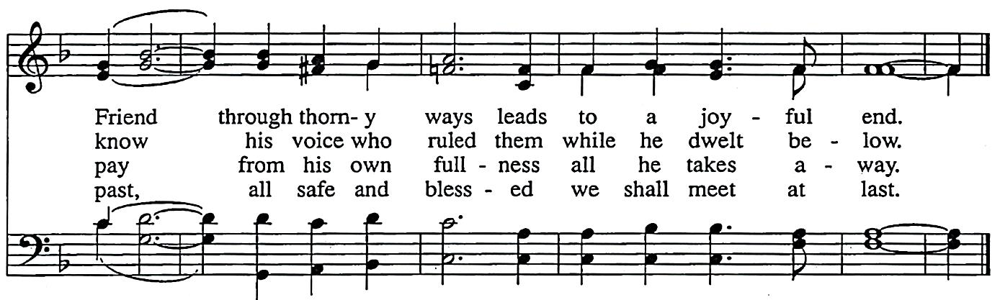 Friend through thorn- y ways leads to a joy - ful end.
know his voice who ruled them while he dwelt be - low.
pay from his own full - ness all he takes a - way.
past, all safe and bless - ed we shall meet at last.